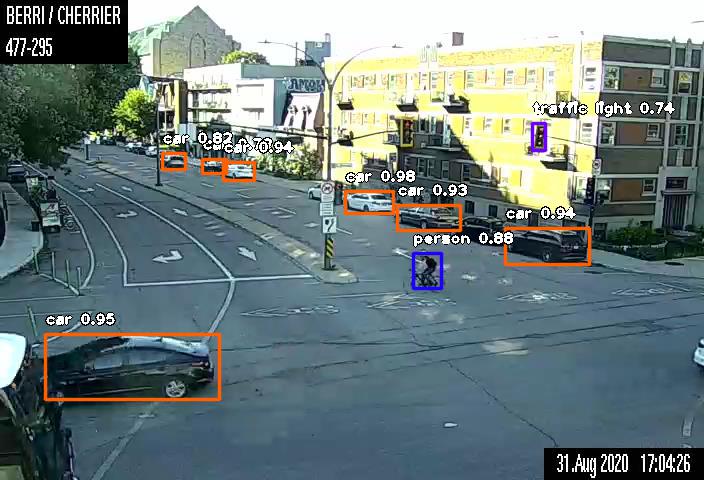 BERRI / CHERRIER
477-295
traffic light 0.74
car 0.82
car 0.94
car 0.98
car 0.93
car 0.94
person 0.88
car 0.95
31.Aug 2020 17:04:26